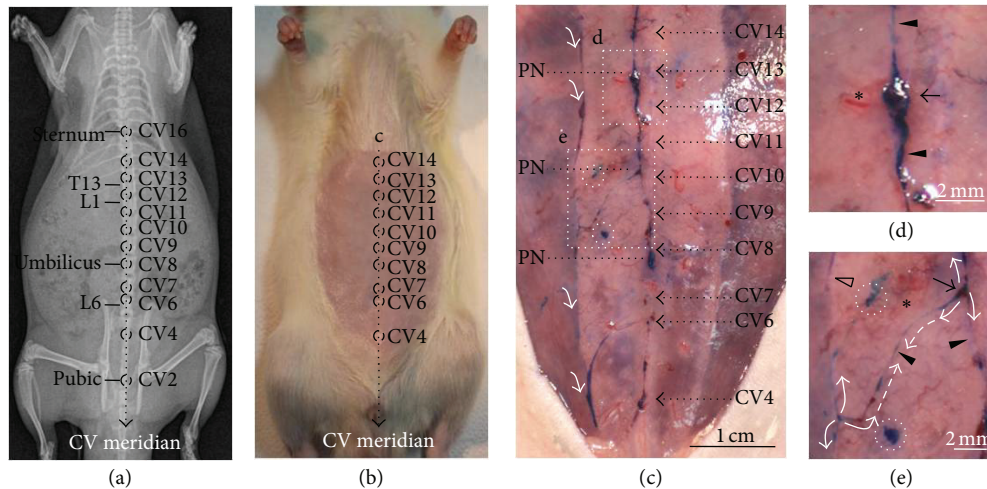 Sternum
CV16
CV14
CV13
T13
CV12
L1
CV11
CV10
CV9
Umbilicus
CV8
CV7
L6
CV6
CV4
Pubic
CV2
CV meridian
(a)
c
CV14
CV13
CV12
CV11
CV10
CV9
CV8
CV7
CV6
CV4
CV meridian
(b)
d
CV14
PN
CV13
CV12
e
CV11
PN
CV10
CV9
PN
CV8
CV7
CV6
CV4
1 cm
(c)
*
2 mm
(d)
*
2 mm
(e)